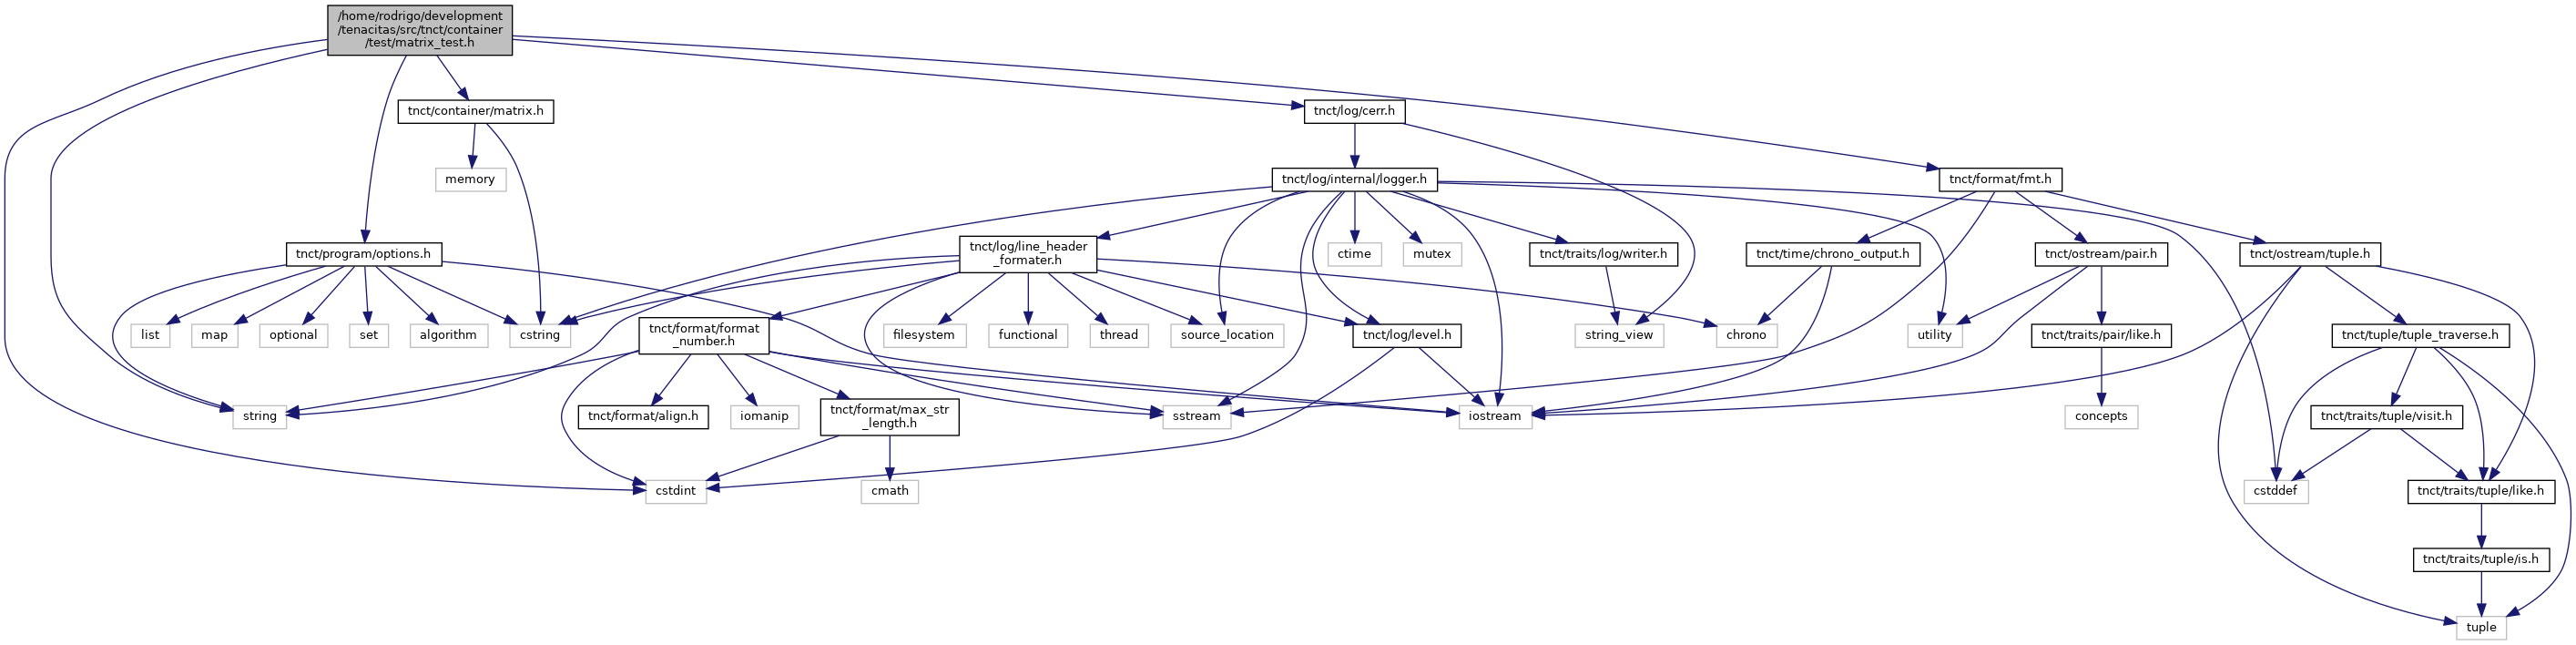 /home/rodrigo/development
/tenacitas/src/tnct/container
/test/matrix_test.h
tnct/container/matrix.h
tnct/log/cerr.h
memory
tnct/log/internal/logger.h
tnct/format/fmt.h
tnct/program/options.h
tnct/log/line_header
_formater.h
ctime
mutex
tnct/traits/log/writer.h
tnct/time/chrono_output.h
tnct/ostream/pair.h
tnct/ostream/tuple.h
list
map
optional
set
algorithm
cstring
tnct/format/format
_number.h
filesystem
functional
thread
source_location
tnct/log/level.h
string_view
chrono
utility
tnct/traits/pair/like.h
tnct/tuple/tuple_traverse.h
string
tnct/format/align.h
iomanip
tnct/format/max_str
_length.h
sstream
iostream
concepts
tnct/traits/tuple/visit.h
cstdint
cmath
cstddef
tnct/traits/tuple/like.h
tnct/traits/tuple/is.h
tuple